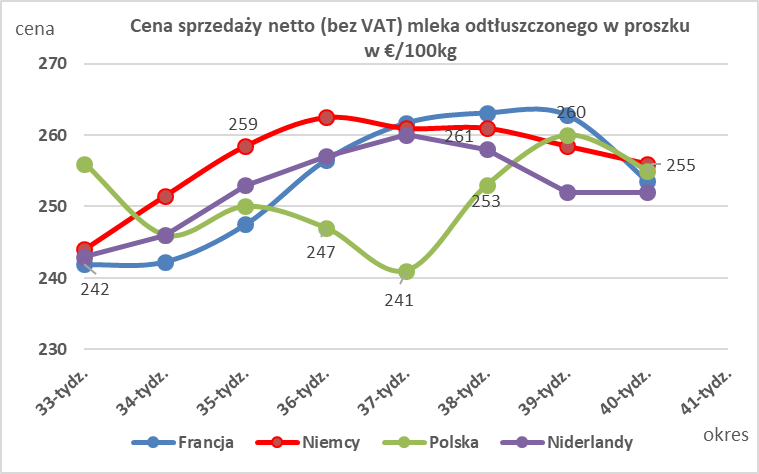 cena
Cena sprzedaży netto (bez VAT) mleka odtłuszczonego w proszku
w €/100kg
270
260
250
240
230
259
260
261
255
253
247
242
241
33-tydz.
34-tydz.
35-tydz.
36-tydz.
37-tydz.
38-tydz.
39-tydz.
40-tydz.
41-tydz.
okres
Francja
Niemcy
Polska
Niderlandy